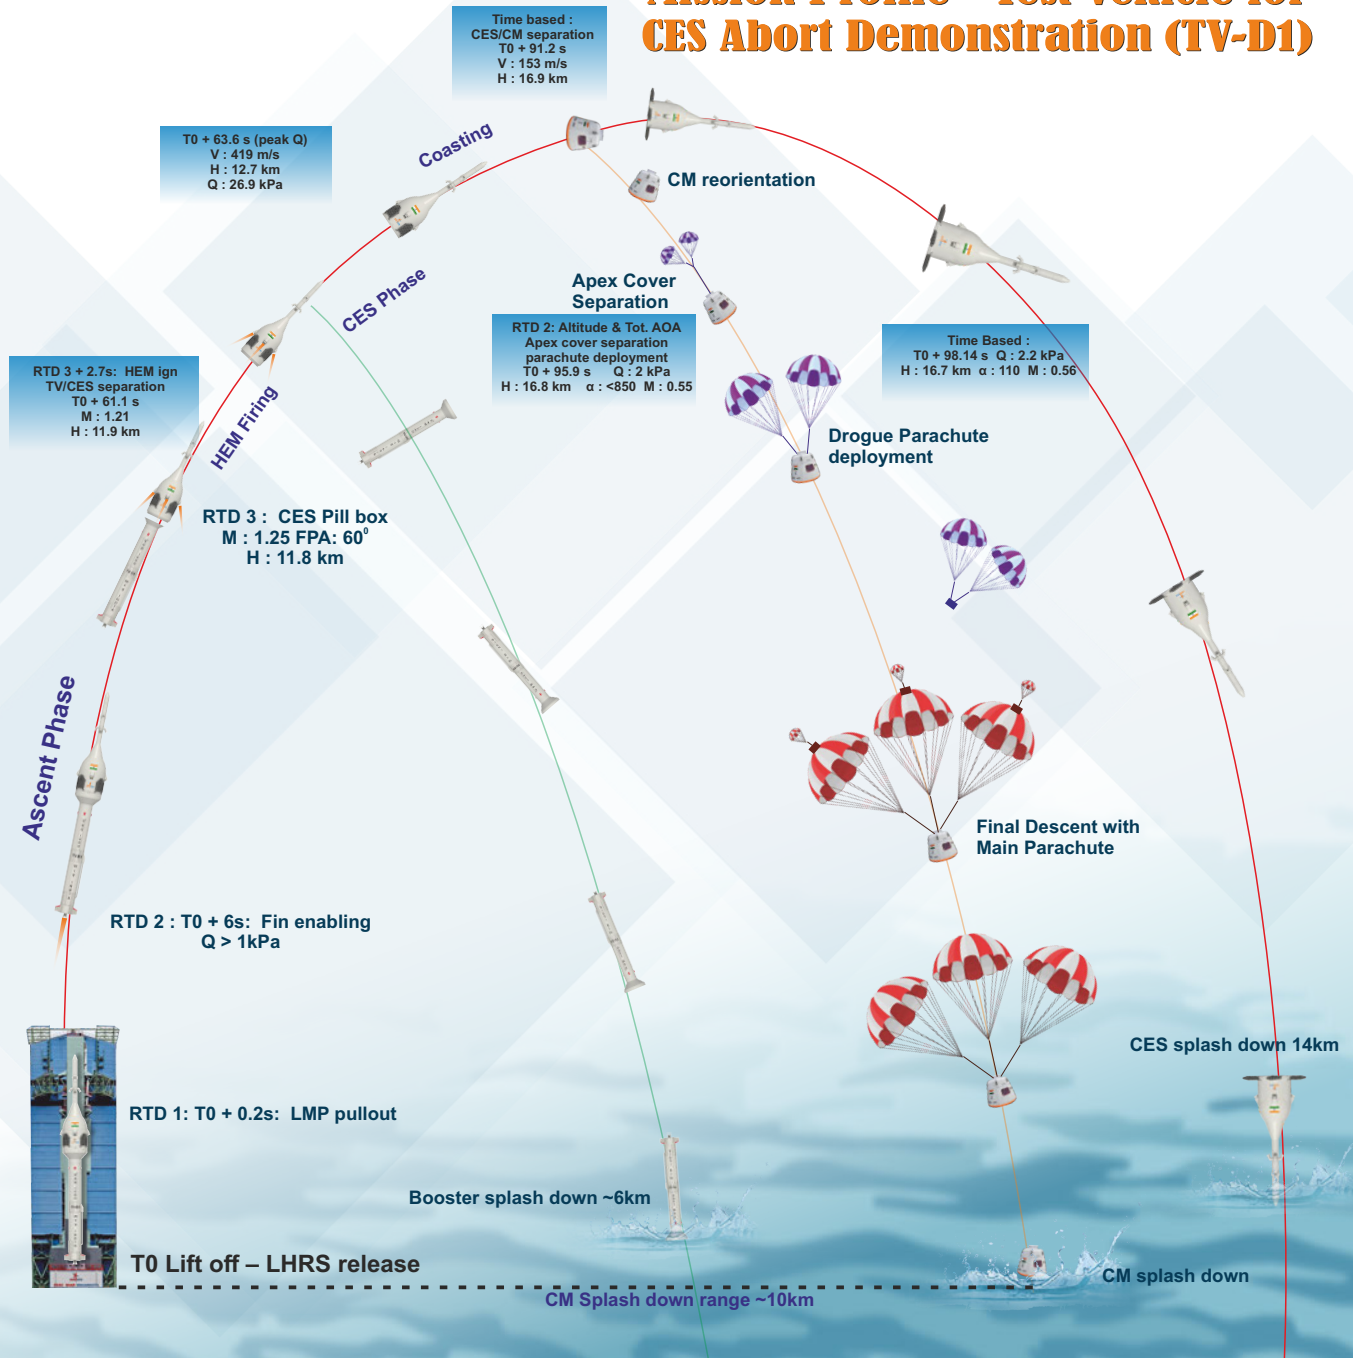 Mission Profile - Test Vehicle for
CES Abort Demonstration (TV-D1)
Time based :
CES/CM separation
T0 + 91.2 s
V : 153 m/s
H : 16.9 km
T0 + 63.6 s (peak Q)
V : 419 m/s
H : 12.7 km
Q : 26.9 kPa
Coasting
CM reorientation
CES Phase
Apex Cover
Separation
RTD 2: Altitude & Tot. AOA
Apex cover separation
parachute deployment
T0 + 95.9 s Q : 2 kPa
H : 16.8 km α : <850 M : 0.55
Time Based :
T0 + 98.14 s Q : 2.2 kPa
H : 16.7 km α : 110 M : 0.56
RTD 3 + 2.7s: HEM ign
TV/CES separation
T0 + 61.1 s
M : 1.21
H : 11.9 km
HEM Firing
Drogue Parachute
deployment
RTD 3 : CES Pill box
M : 1.25 FPA: 60⁰
H : 11.8 km
Ascent Phase
Final Descent with
Main Parachute
RTD 2 : T0 + 6s: Fin enabling
Q > 1kPa
CES splash down 14km
RTD 1: T0 + 0.2s: LMP pullout
Booster splash down ~6km
T0 Lift off – LHRS release
CM splash down
CM Splash down range ~10km